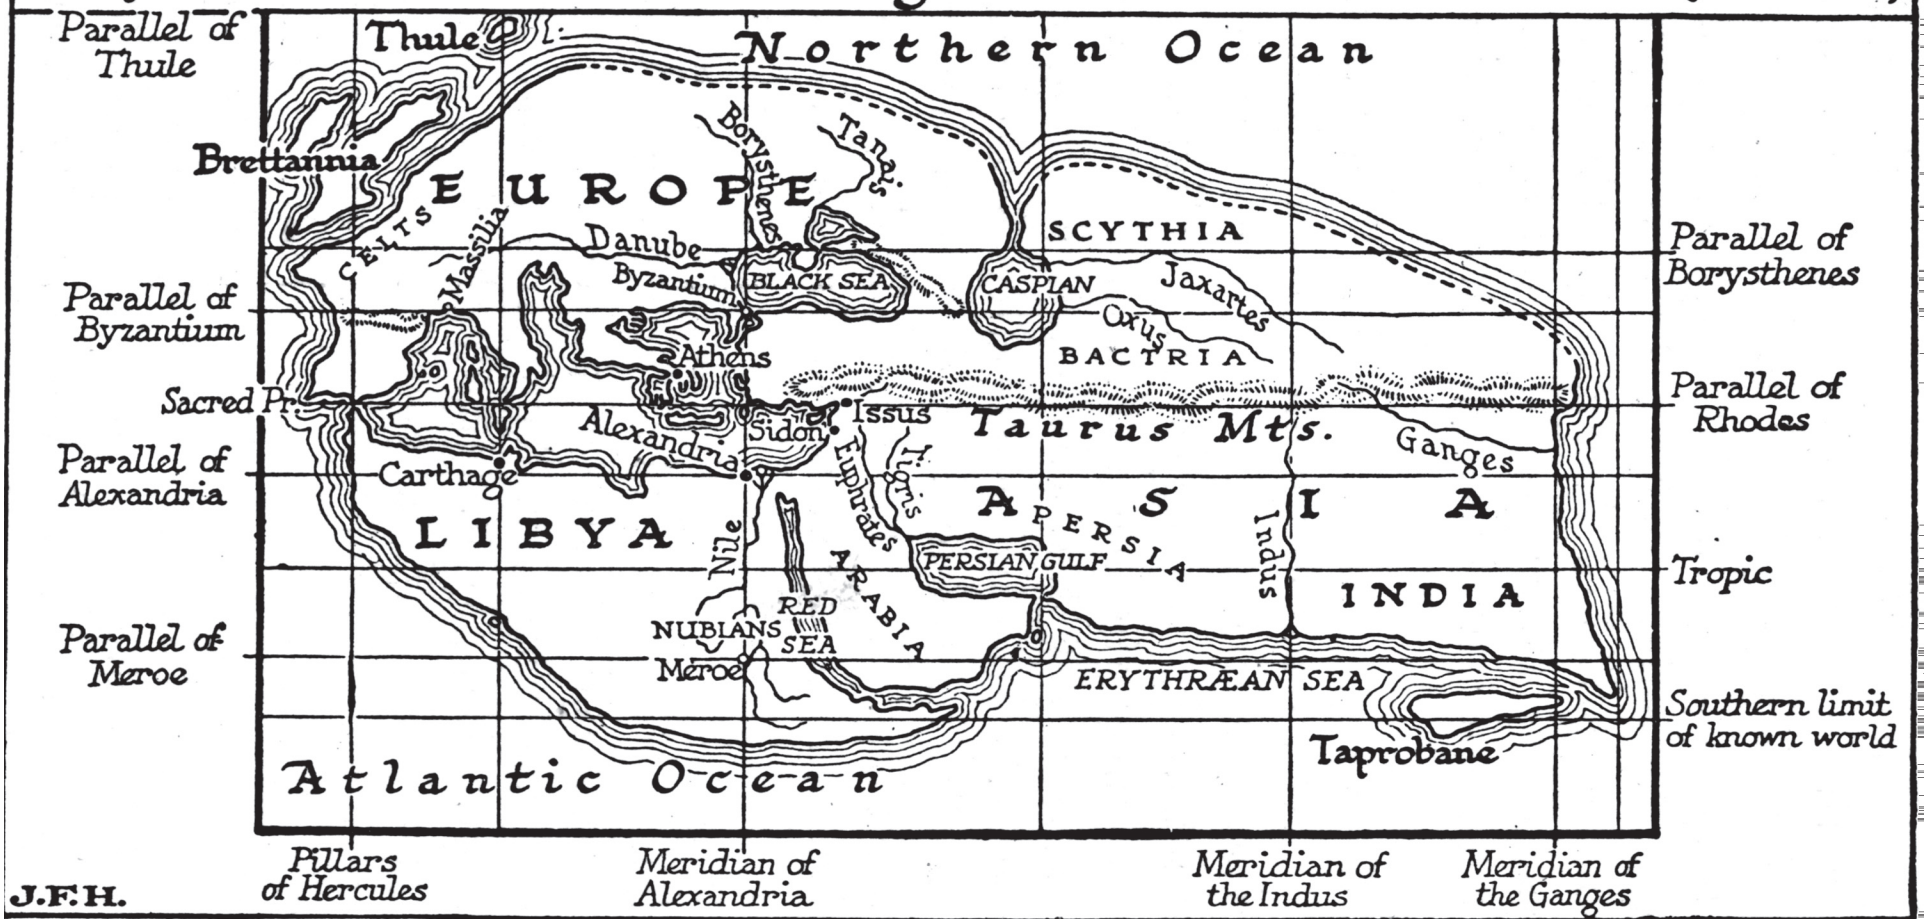 Parallel of
Thule
Thule
Northern Ocean
Brettannia
Borysthenes
Tanais
EUROPE
CELTS
Massilia
Danube
SCYTHIA
Parallel of
Borysthenes
Parallel of
Byzantium
Byzantium
BLACK SEA
CASPIAN
Jaxartes
Oxus
BACTRIA
Athens
Sacred Pr.
Issus
Taurus Mts.
Parallel of
Rhodes
Alexandria
Sidon
Ganges
Parallel of
Alexandria
Carthage
Euphrates
Tigris
ASIA
PERSIA
LIBYA
Nile
ARABIA
PERSIAN GULF
Indus
Tropic
INDIA
RED
SEA
NUBIANS
Parallel of
Meroe
Meroe
ERYTHRÆAN SEA
Southern limit
of known world
Taprobane
Atlantic Ocean
Pillars
of Hercules
Meridian of
Alexandria
Meridian of
the Indus
Meridian of
the Ganges
J.F.H.